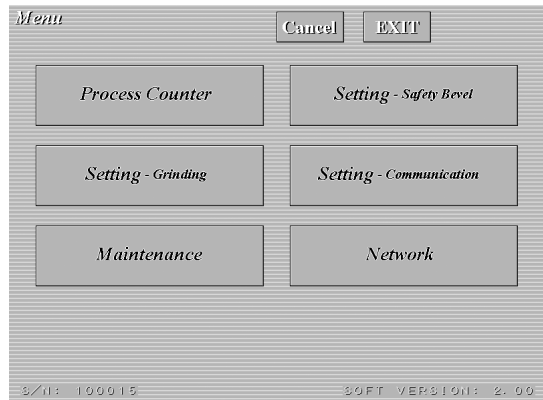 Menu
Cancel EXIT
Process Counter
Setting - Safety Bevel
Setting - Grinding
Setting - Communication
Maintenance
Network
S/N: 100015
SOFT VERSION: 2.00